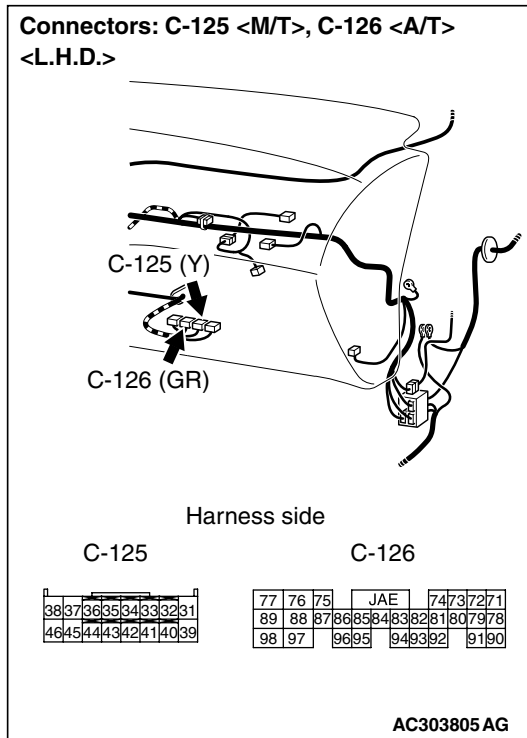 Connectors: C-125 <M/T>, C-126 <A/T>
<L.H.D.>
C-125 (Y)
C-126 (GR)
Harness side
C-125
C-126
38 37 36 35 34 33 32 31
46 45 44 43 42 41 40 39
77 76 75 JAE 74 73 72 71
89 88 87 86 85 84 83 82 81 80 79 78
98 97 96 95 94 93 92 91 90
AC303805AG